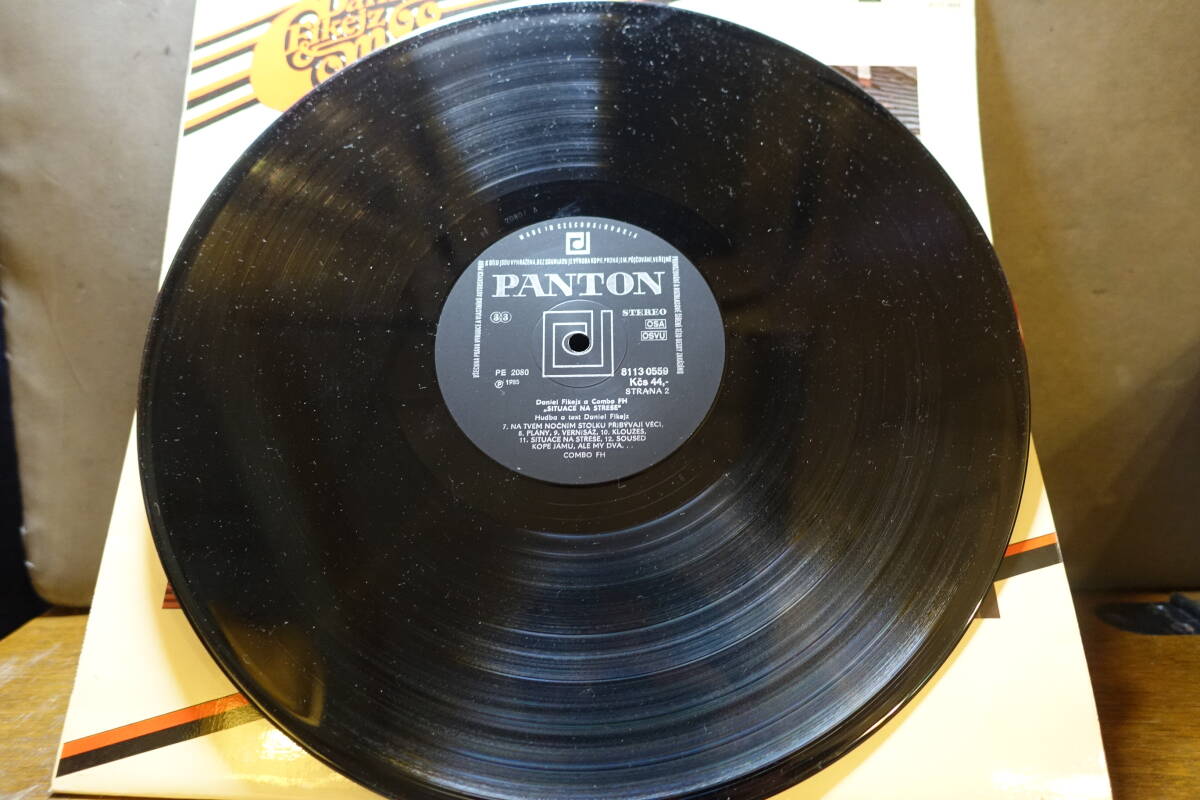 Fikejz
&
MADE IN CZECHOSLOVAKIA
PANTON
33
STEREO
OSA
OSVU
PE 2080
8113 0559
℗ 1985
Kčs 44,-
STRANA 2
Daniel Fikejz a Combo FH
„SITUACE NA STŘEŠE"
Hudba a text Daniel Fikejz
7. NA TVÉM NOČNÍM STOLKU PŘIBÝVAJÍ VĚCI,
8. PLÁNY, 9. VERNISÁŽ, 10. KLOUŽEŠ,
11. SITUACE NA STŘEŠE, 12. SOUSED
KOPE JÁMU, ALE MY DVA. . .
COMBO FH